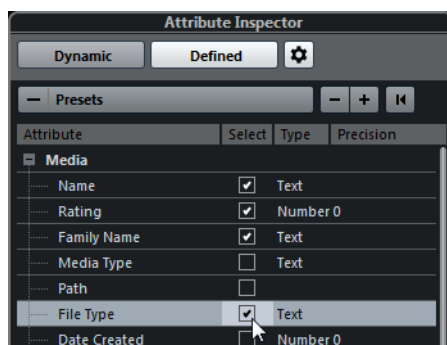 Attribute Inspector
Dynamic Defined
Presets
Attribute Select Type Precision
Media
Name Text
Rating Number 0
Family Name Text
Media Type Text
Path
File Type Text
Date Created Number 0